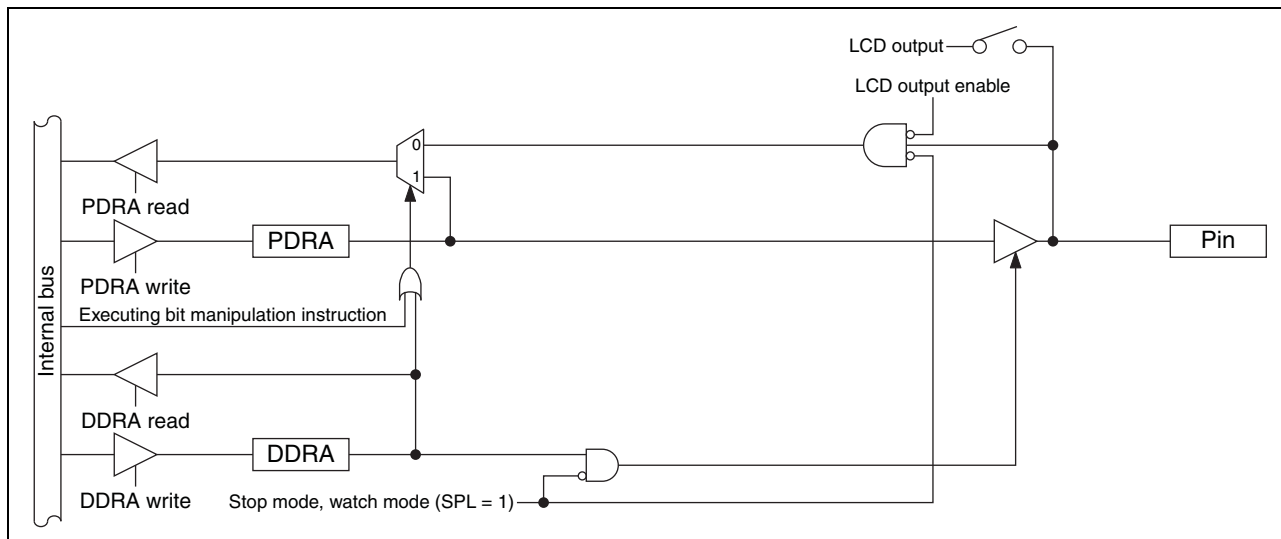 LCD output
LCD output enable
0
1
PDRA read
PDRA
Pin
PDRA write
Executing bit manipulation instruction
Internal bus
DDRA read
DDRA
Stop mode, watch mode (SPL = 1)
DDRA write